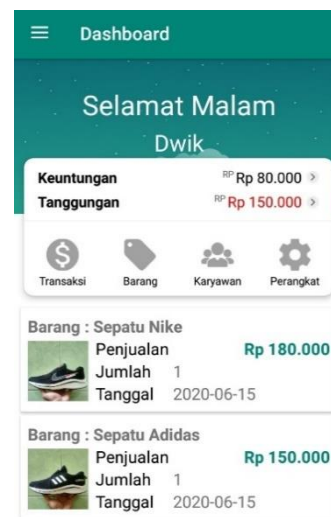 Dashboard
Selamat Malam
Dwik
Keuntungan RP Rp 80.000
Tanggungan RP Rp 150.000
Transaksi Barang Karyawan Perangkat
Barang : Sepatu Nike
Penjualan Rp 180.000
Jumlah 1
Tanggal 2020-06-15
Barang : Sepatu Adidas
Penjualan Rp 150.000
Jumlah 1
Tanggal 2020-06-15